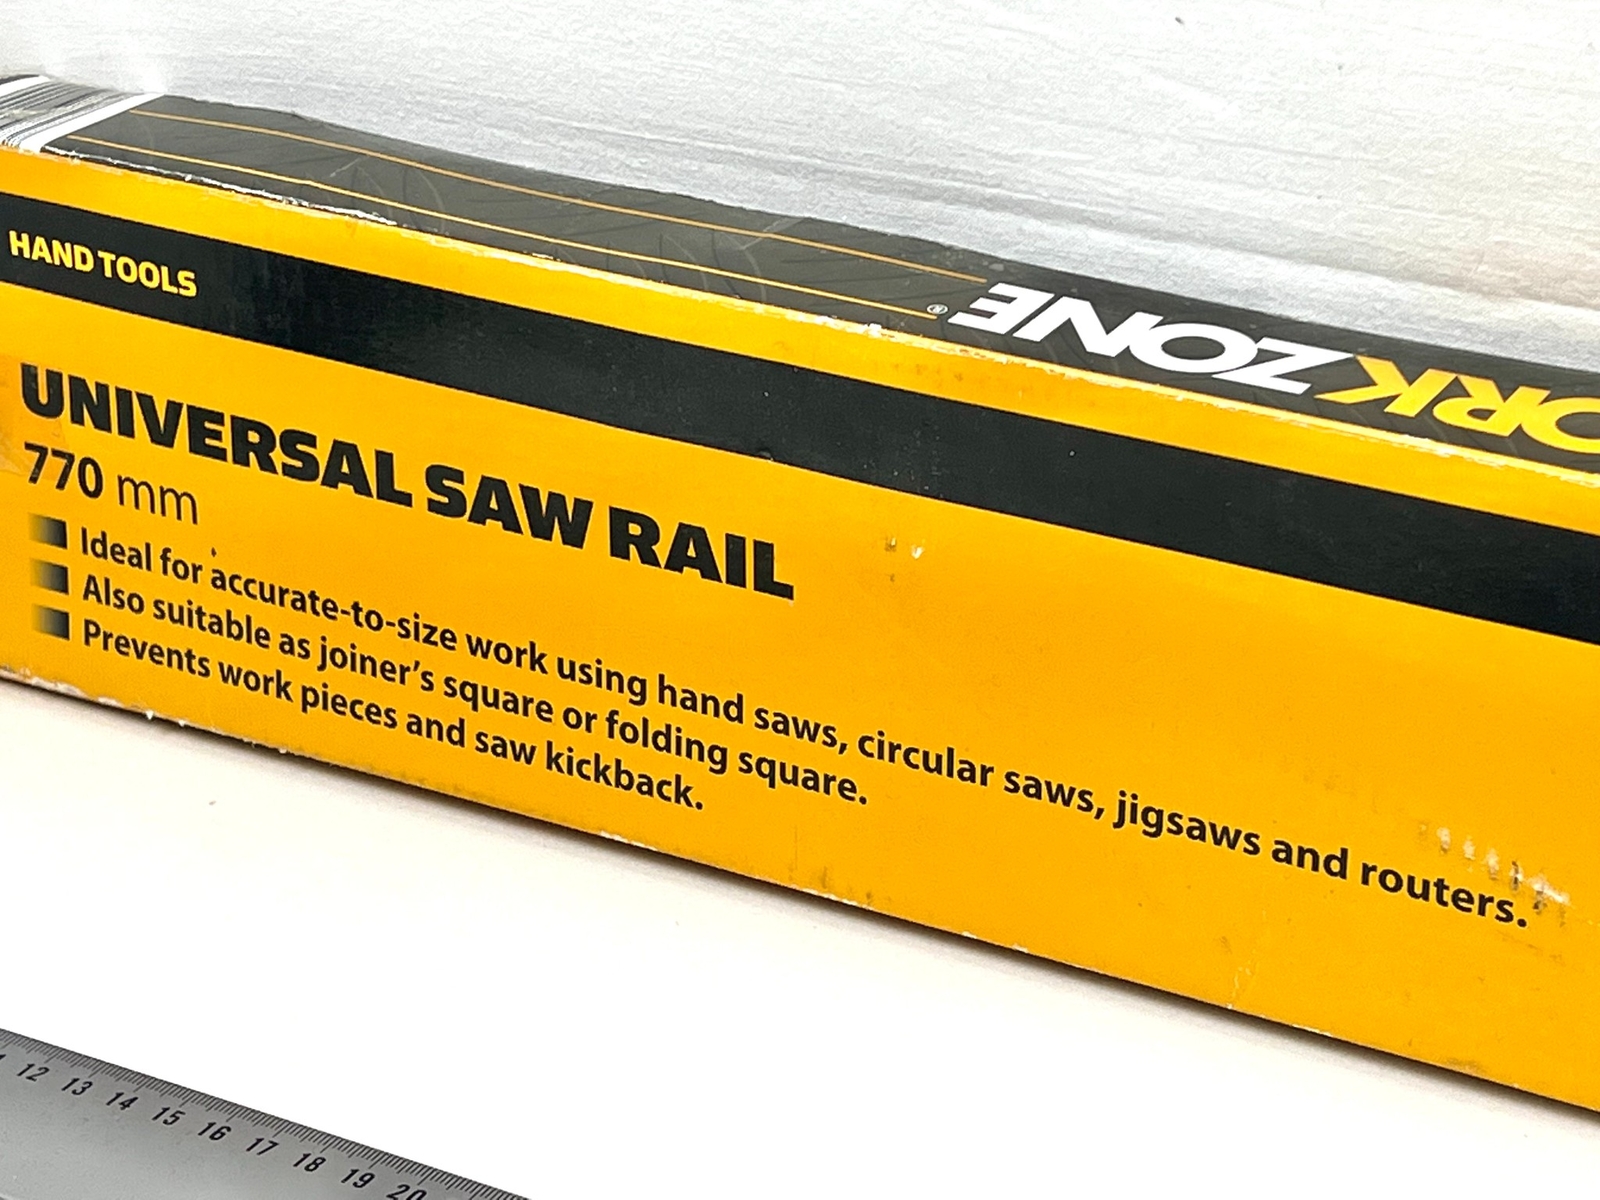 ORK ZONE®
HAND TOOLS
UNIVERSAL SAW RAIL
770 mm
Ideal for accurate-to-size work using hand saws, circular saws, jigsaws and routers.
Also suitable as joiner's square or folding square.
Prevents work pieces and saw kickback.
12 13 14 15 16 17 18 19 20